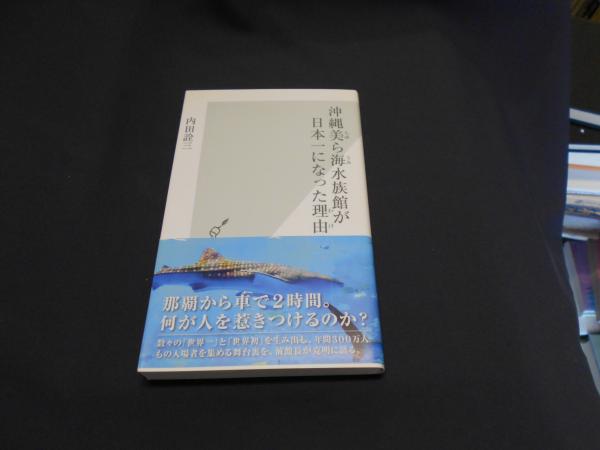 沖縄美ら海水族館が
日本一になった理由
内田詮三
那覇から車で2時間。
何が人を惹きつけるのか?
数々の「世界一」と「世界初」を生み出し、年間300万人
もの入場者を集める舞台裏を、前館長が克明に語る。